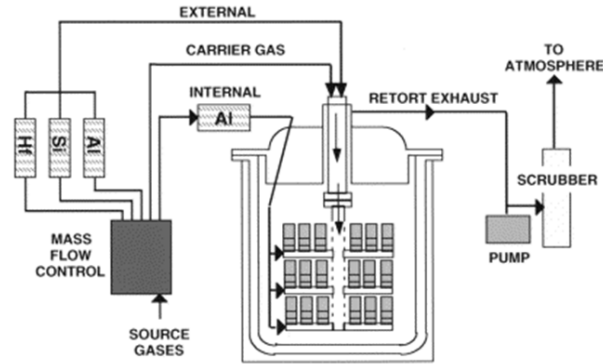 EXTERNAL
CARRIER GAS
INTERNAL
Al
Hf
Si
Al
MASS
FLOW
CONTROL
SOURCE
GASES
RETORT EXHAUST
TO
ATMOSPHERE
SCRUBBER
PUMP